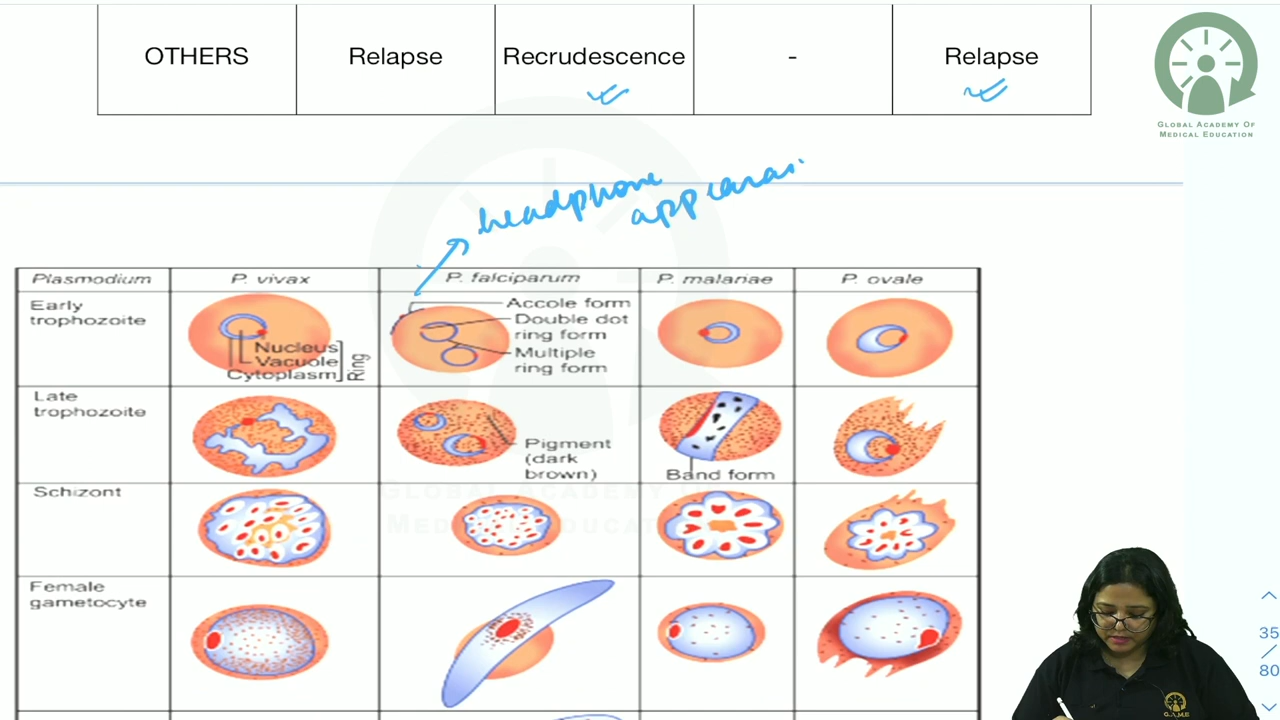 OTHERS Relapse Recrudescence - Relapse
GLOBAL ACADEMY OF
MEDICAL EDUCATION
headphone
Plasmodium P. vivax P. falciparum P. malariae P. ovale
Early
trophozoite
Nucleus
Vacuole
Cytoplasm
Ring
Accole form
Double dot
ring form
Multiple
ring form
Late
trophozoite
Pigment
(dark
brown)
Band form
Schizont
Female
gametocyte
35
/
80
G.A.M.E